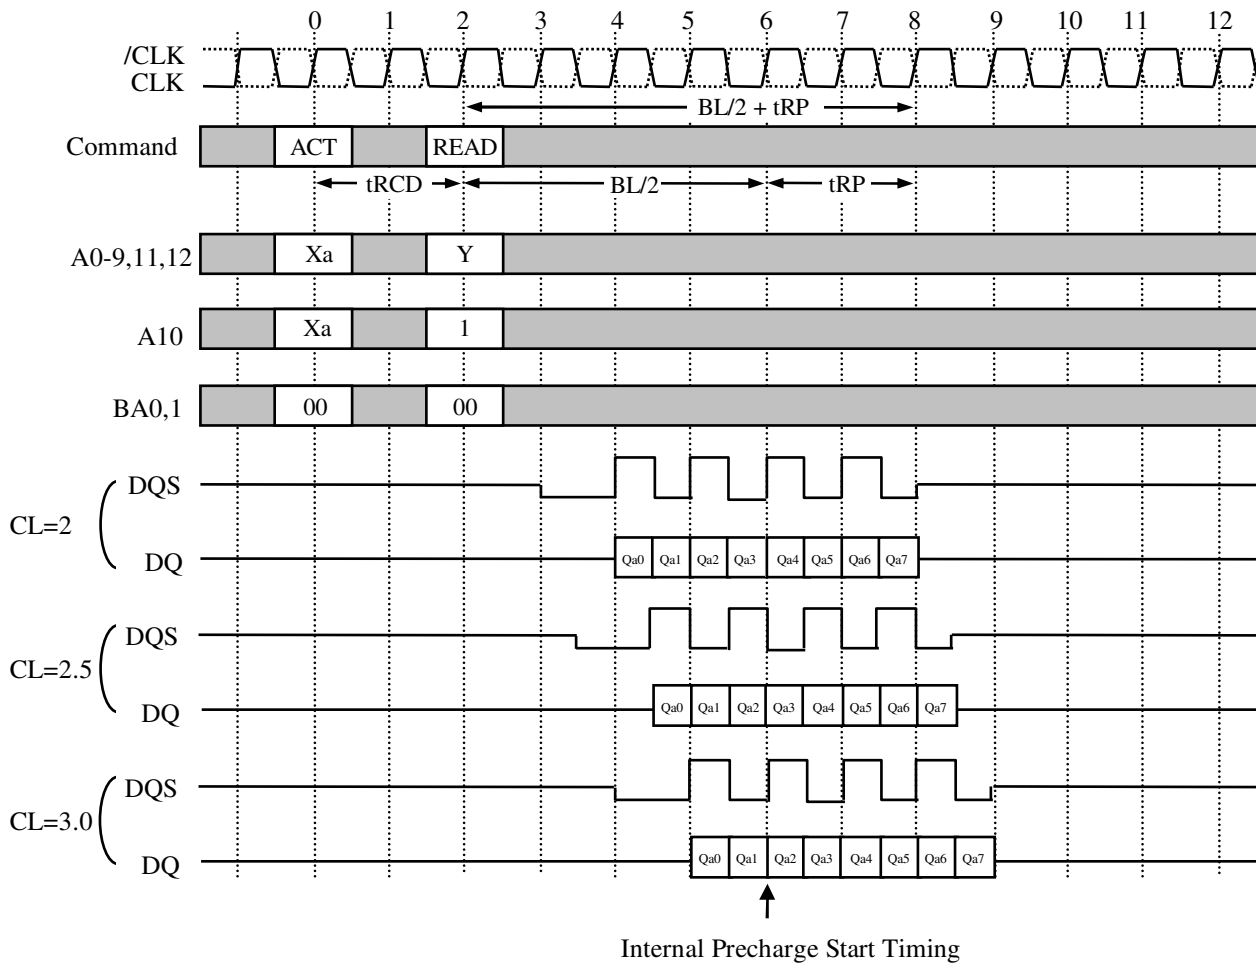 0 1 2 3 4 5 6 7 8 9 10 11 12
/CLK
CLK
BL/2 + tRP
Command ACT READ
tRCD BL/2 tRP
A0-9,11,12 Xa Y
A10 Xa 1
BA0,1 00 00
DQS
CL=2
DQ Qa0 Qa1 Qa2 Qa3 Qa4 Qa5 Qa6 Qa7
DQS
CL=2.5
DQ Qa0 Qa1 Qa2 Qa3 Qa4 Qa5 Qa6 Qa7
DQS
CL=3.0
DQ Qa0 Qa1 Qa2 Qa3 Qa4 Qa5 Qa6 Qa7
Internal Precharge Start Timing